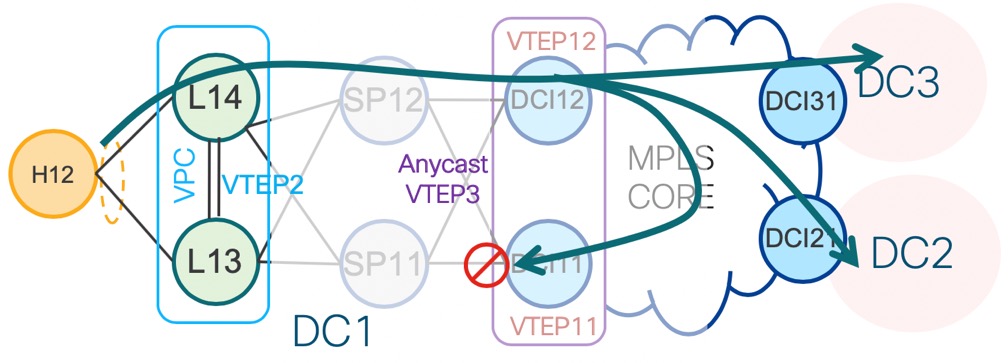 VTEP12
L14
SP12
DCI12
DCI31
DC3
H12
VPC
VTEP2
Anycast
VTEP3
MPLS
CORE
L13
SP11
DCI11
DCI21
DC2
DC1
VTEP11